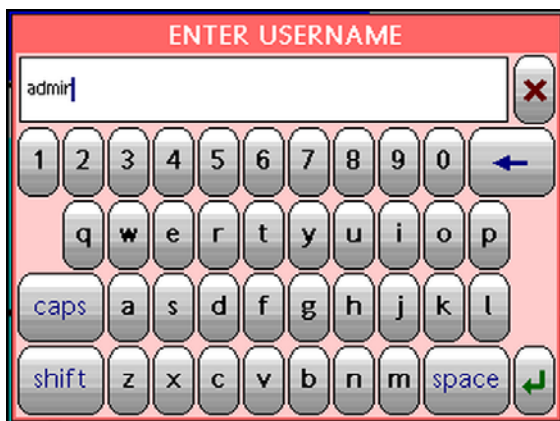 ENTER USERNAME
admin
1 2 3 4 5 6 7 8 9 0
q w e r t y u i o p
caps a s d f g h j k l
shift z x c v b n m space